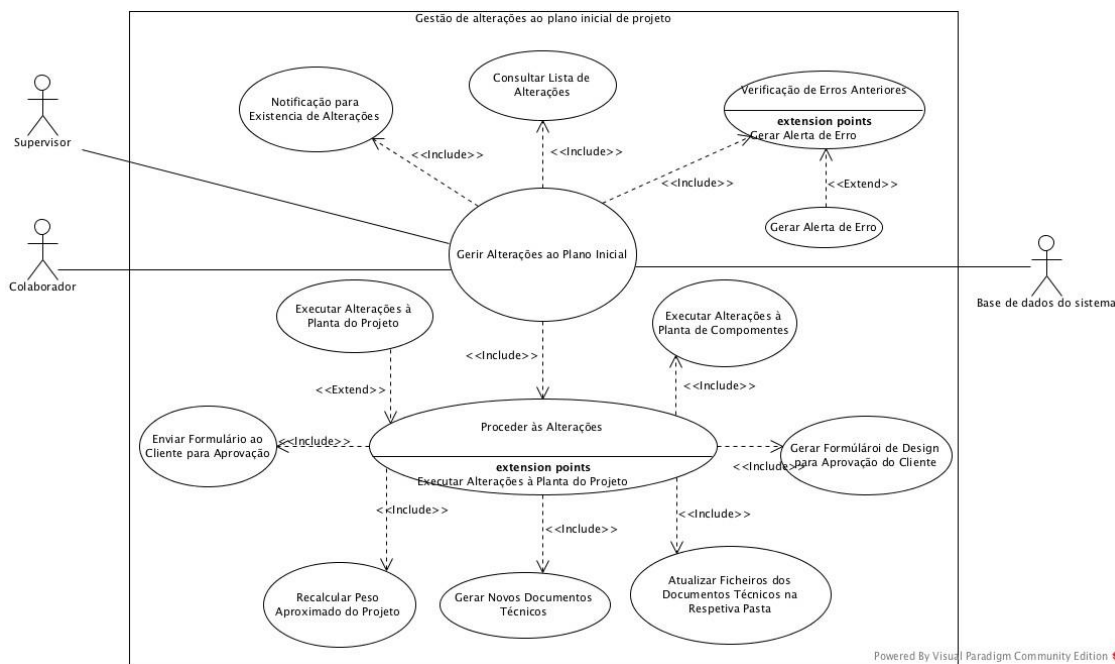 Gestão de alterações ao plano inicial de projeto
Supervisor
Colaborador
Base de dados do sistema
Notificação para
Existencia de Alterações
Consultar Lista de
Alterações
Verificação de Erros Anteriores
extension points
Gerar Alerta de Erro
<<Include>>
<<Include>>
<<Include>>
<<Extend>>
Gerar Alerta de Erro
Gerir Alterações ao Plano Inicial
Executar Alterações à
Planta do Projeto
Executar Alterações à
Planta de Compomentes
<<Include>>
<<Extend>>
<<Include>>
Proceder às Alterações
extension points
Executar Alterações à Planta do Projeto
Enviar Formulário ao
Cliente para Aprovação
<<Include>>
Gerar Formúlároi de Design
para Aprovação do Cliente
<<Include>>
<<Include>>
<<Include>>
<<Include>>
Recalcular Peso
Aproximado do Projeto
Gerar Novos Documentos
Técnicos
Atualizar Ficheiros dos
Documentos Técnicos na
Respetiva Pasta
Powered By Visual Paradigm Community Edition